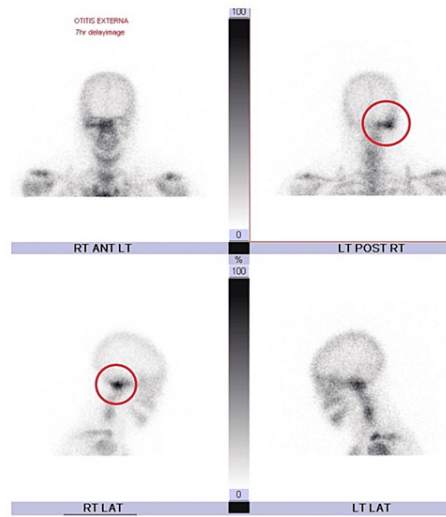 OTITIS EXTERNA
7hr delayimage
100
0
RT ANT LT
LT POST RT
%
100
0
RT LAT
LT LAT